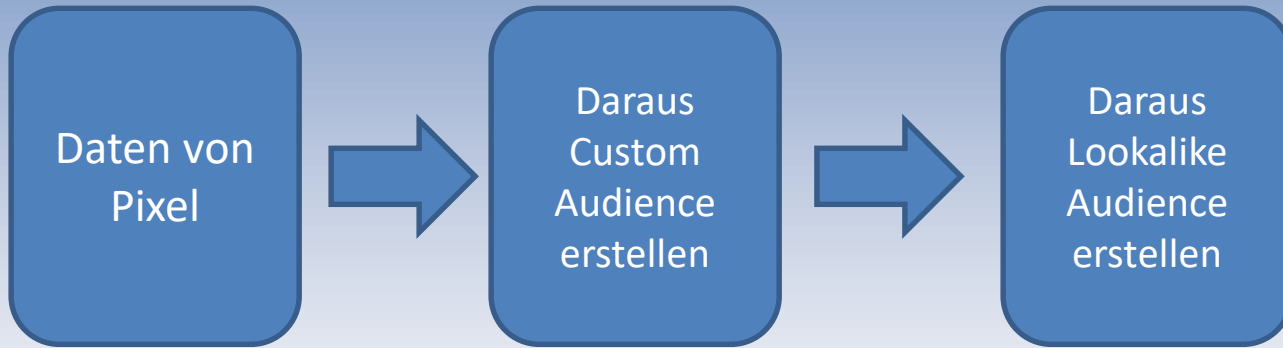 Daten von
Pixel
Daraus
Custom
Audience
erstellen
Daraus
Lookalike
Audience
erstellen